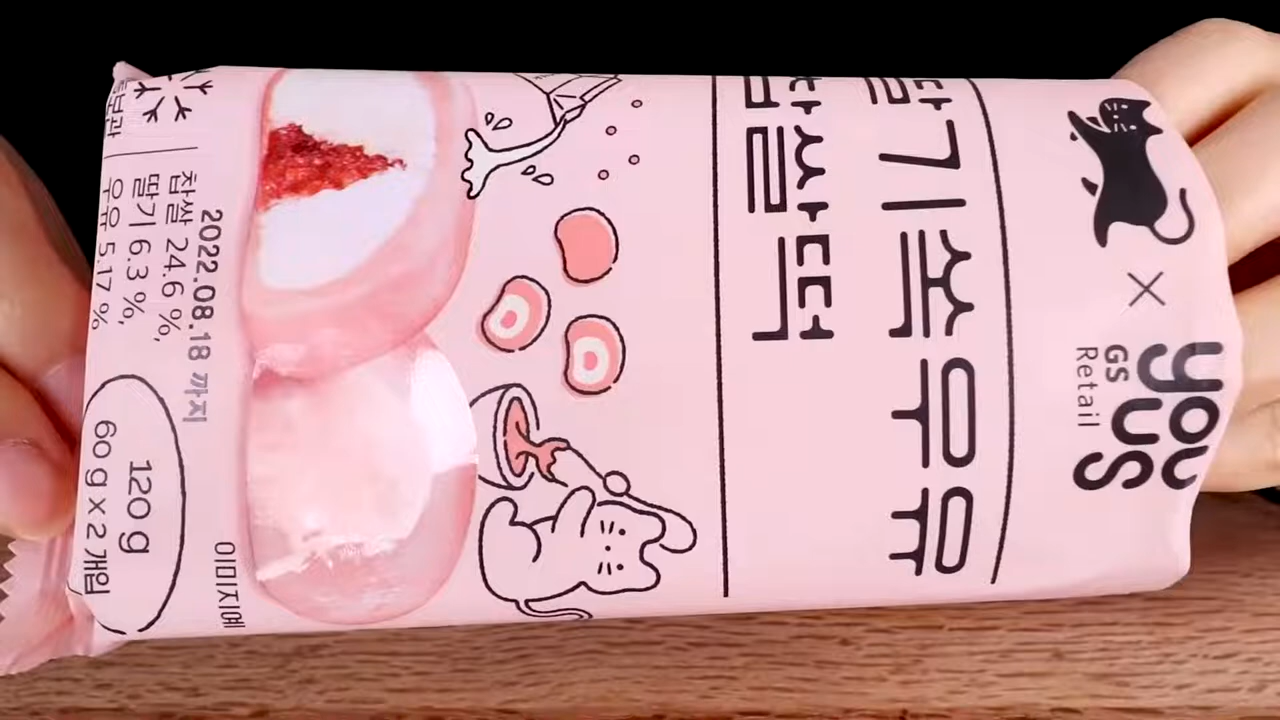 ×
you us
GS Retail
딸기쏙우유
찹쌀떡
이미지예
2022.08.18 까지
찹쌀 24.6 %,
딸기 6.3 %,
우유 5.17 %
120 g
60 g x 2개입